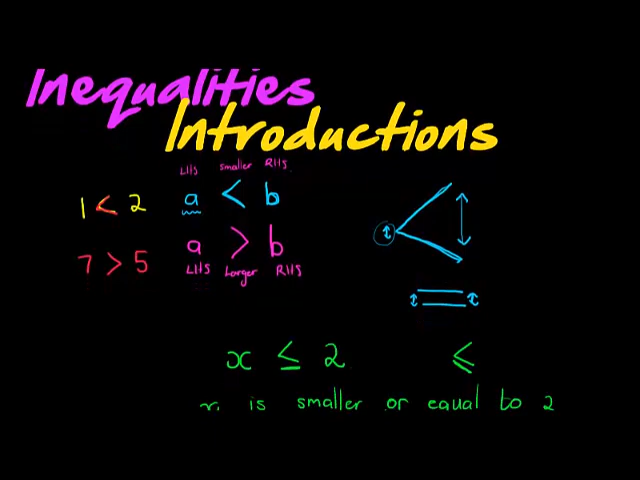 Inequalities
Introductions
LHS smaller RHS
1 < 2 a < b
7 > 5 a > b
LHS Larger RHS
x ≤ 2 ≤
x is smaller or equal to 2